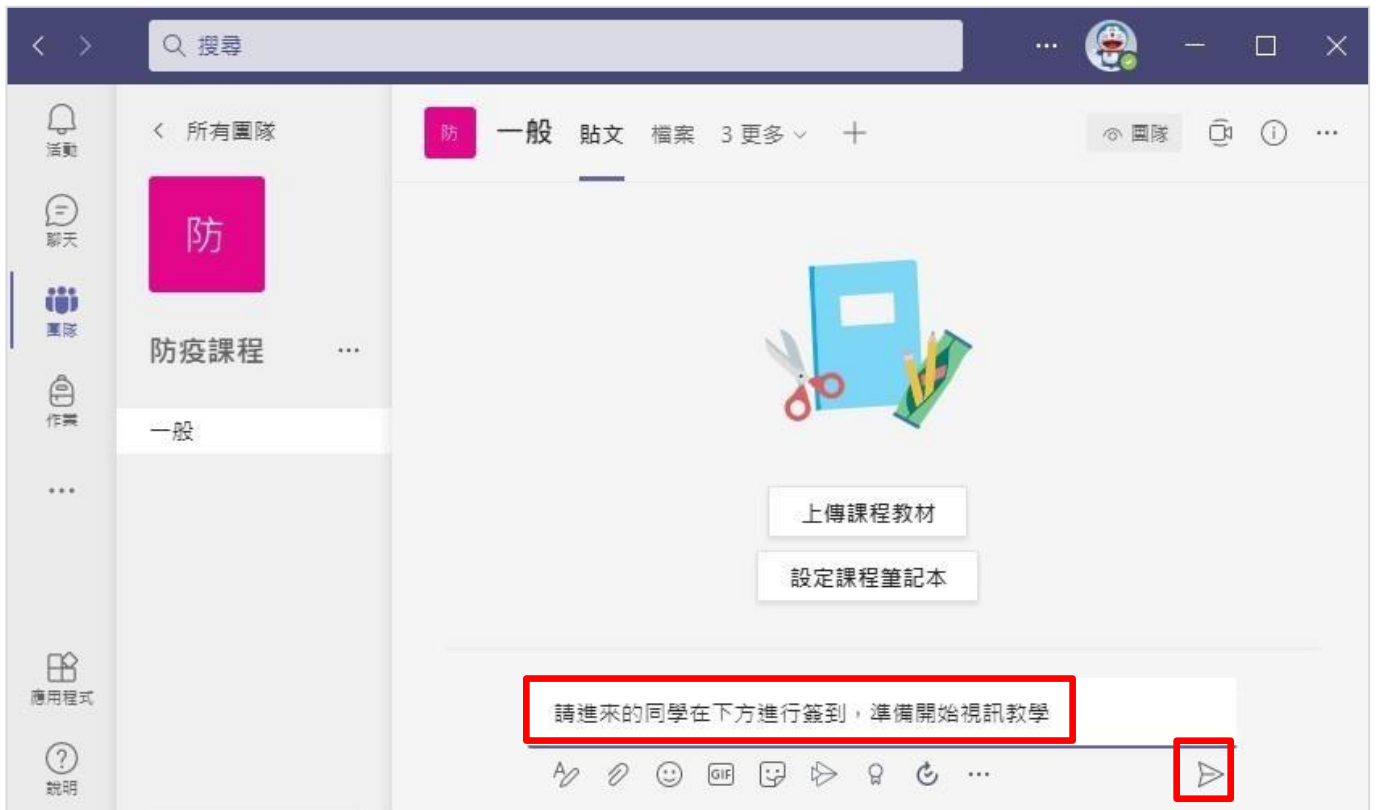 搜尋
活動
聊天
團隊
作業
應用程式
說明
所有團隊
防
防疫課程
一般
防 一般 貼文 檔案 3 更多 團隊
上傳課程教材
設定課程筆記本
請進來的同學在下方進行簽到，準備開始視訊教學
GIF